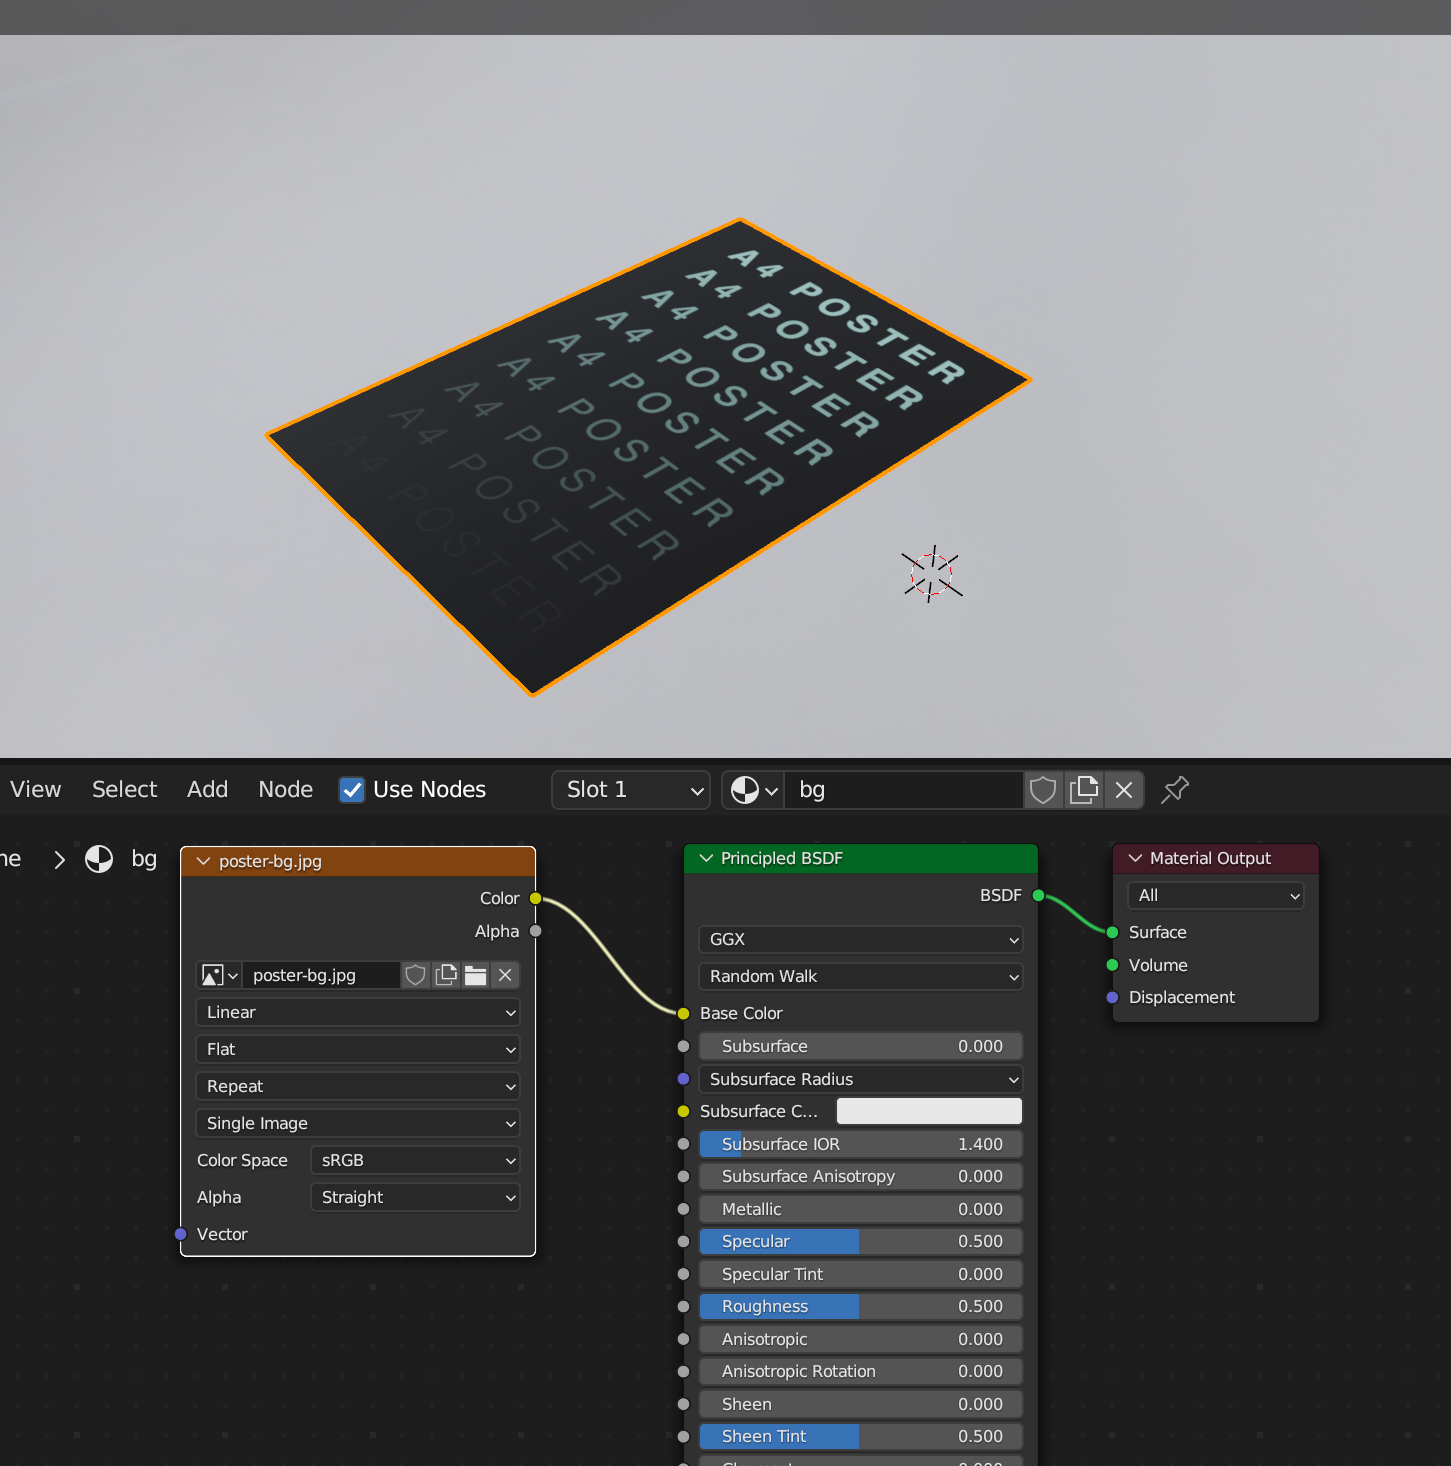 A4 POSTER
A4 POSTER
A4 POSTER
A4 POSTER
A4 POSTER
A4 POSTER
A4 POSTER
A4 POSTER
A4 POSTER
View Select Add Node Use Nodes Slot 1 bg
ne > bg
poster-bg.jpg
Color
Alpha
poster-bg.jpg
Linear
Flat
Repeat
Single Image
Color Space sRGB
Alpha Straight
Vector
Principled BSDF
BSDF
GGX
Random Walk
Base Color
Subsurface 0.000
Subsurface Radius
Subsurface C...
Subsurface IOR 1.400
Subsurface Anisotropy 0.000
Metallic 0.000
Specular 0.500
Specular Tint 0.000
Roughness 0.500
Anisotropic 0.000
Anisotropic Rotation 0.000
Sheen 0.000
Sheen Tint 0.500
Material Output
All
Surface
Volume
Displacement